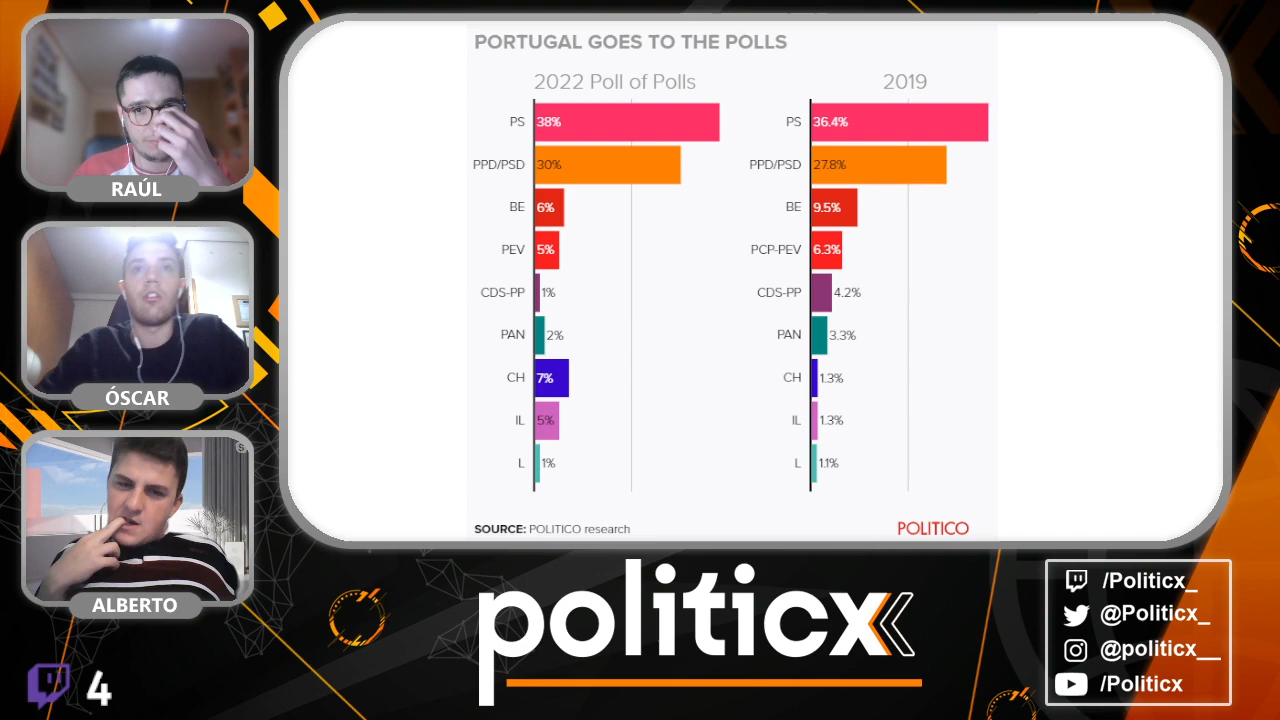 RAÚL
ÓSCAR
ALBERTO
4
PORTUGAL GOES TO THE POLLS
2022 Poll of Polls
PS 38%
PPD/PSD 30%
BE 6%
PEV 5%
CDS-PP 1%
PAN 2%
CH 7%
IL 5%
L 1%
2019
PS 36.4%
PPD/PSD 27.8%
BE 9.5%
PCP-PEV 6.3%
CDS-PP 4.2%
PAN 3.3%
CH 1.3%
IL 1.3%
L 1.1%
SOURCE: POLITICO research
POLITICO
politicx
/Politicx_
@Politicx_
@politicx__
/Politicx